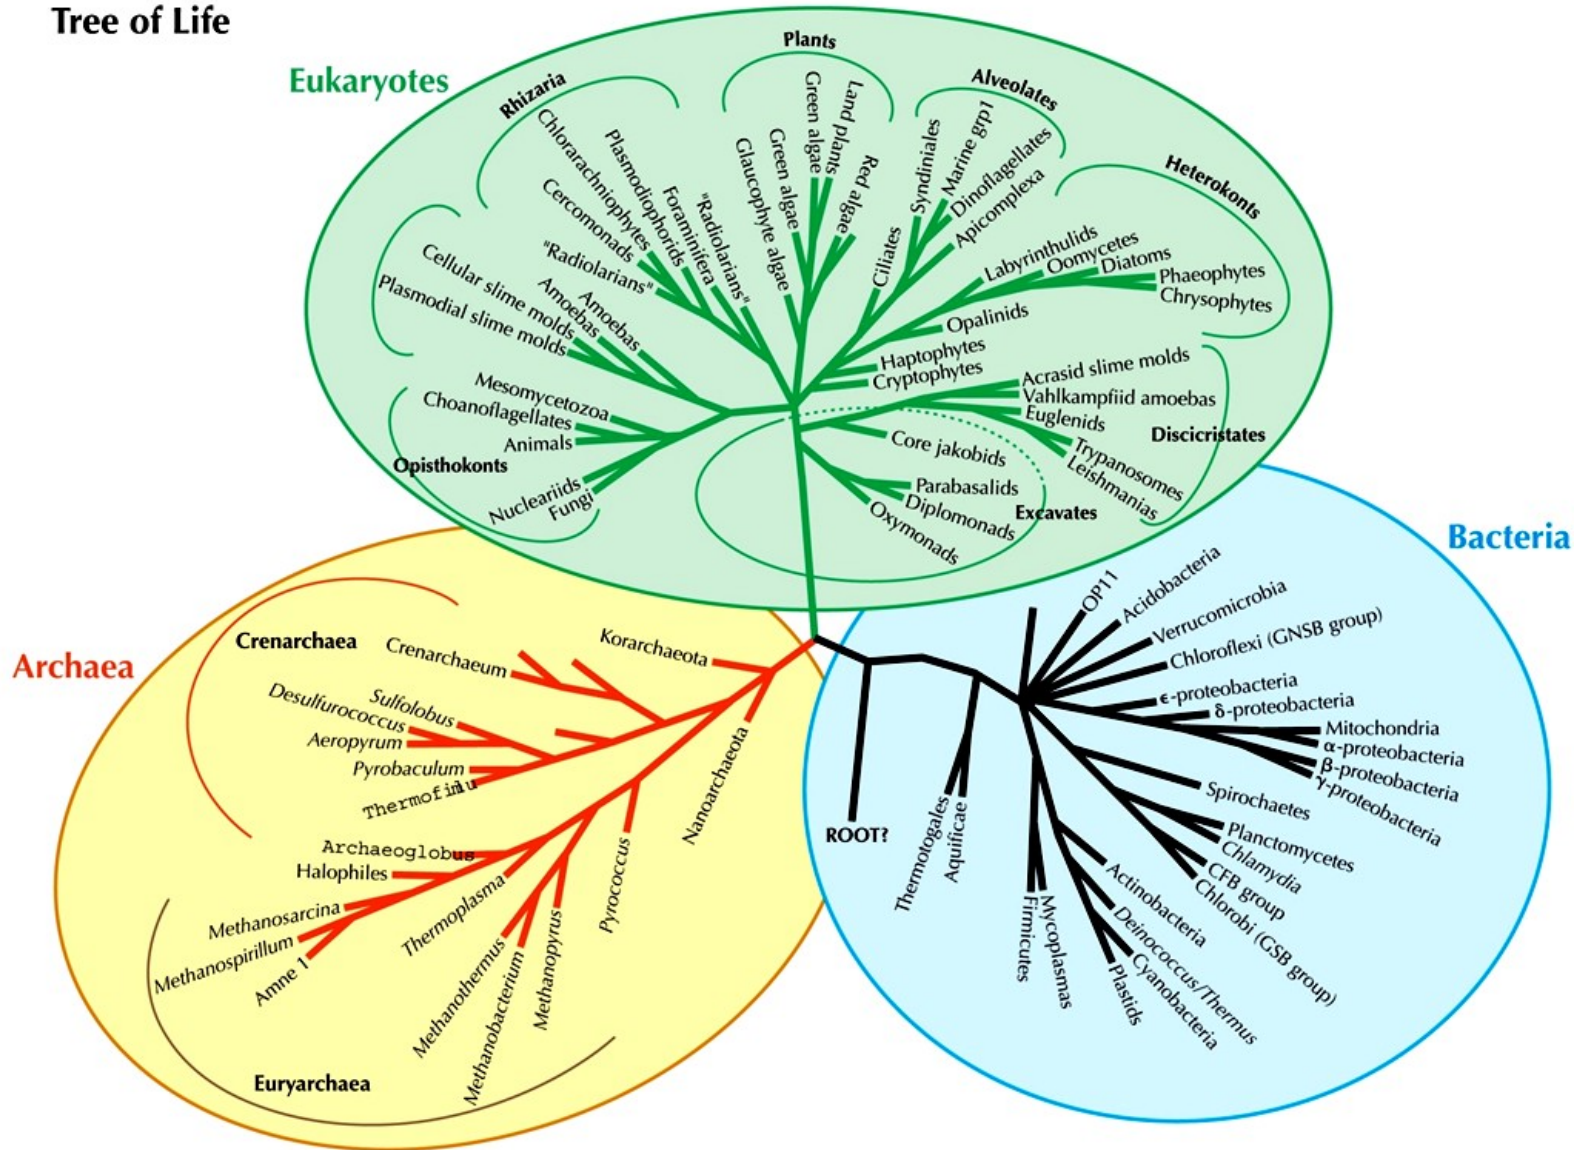 Tree of Life
Eukaryotes
Rhizaria
Chlorarachniophytes
Plasmodiophorids
Foraminifera
"Radiolarians"
Cercomonads
"Radiolarians"
Plants
Glaucophyte algae
Green algae
Green algae
Land plants
Red algae
Alveolates
Ciliates
Syndiniales
Marine grp1
Dinoflagellates
Apicomplexa
Heterokonts
Labyrinthulids
Oomycetes
Diatoms
Phaeophytes
Chrysophytes
Opalinids
Haptophytes
Cryptophytes
Cellular slime molds
Plasmodial slime molds
Amoebas
Amoebas
Mesomycetozoa
Choanoflagellates
Animals
Opisthokonts
Nucleariids
Fungi
Acrasid slime molds
Vahlkampfiid amoebas
Euglenids
Trypanosomes
Leishmanias
Discicristates
Core jakobids
Parabasalids
Diplomonads
Oxymonads
Excavates
Archaea
Crenarchaea
Crenarchaeum
Korarchaeota
Desulfurococcus
Sulfolobus
Aeropyrum
Pyrobaculum
Nanoarchaeota
Archaeoglobus
Halophiles
Methanosarcina
Methanospirillum
Amne 1
Thermoplasma
Methanothermus
Methanobacterium
Methanopyrus
Pyrococcus
Euryarchaea
Bacteria
OP11
Acidobacteria
Verrucomicrobia
Chloroflexi (GNSB group)
ϵ-proteobacteria
δ-proteobacteria
Mitochondria
α-proteobacteria
β-proteobacteria
γ-proteobacteria
Spirochaetes
Planctomycetes
Chlamydia
CFB group
Chlorobi (GSB group)
Actinobacteria
Deinococcus/Thermus
Cyanobacteria
Plastids
Mycoplasmas
Firmicutes
Aquificae
Thermotogales
ROOT?